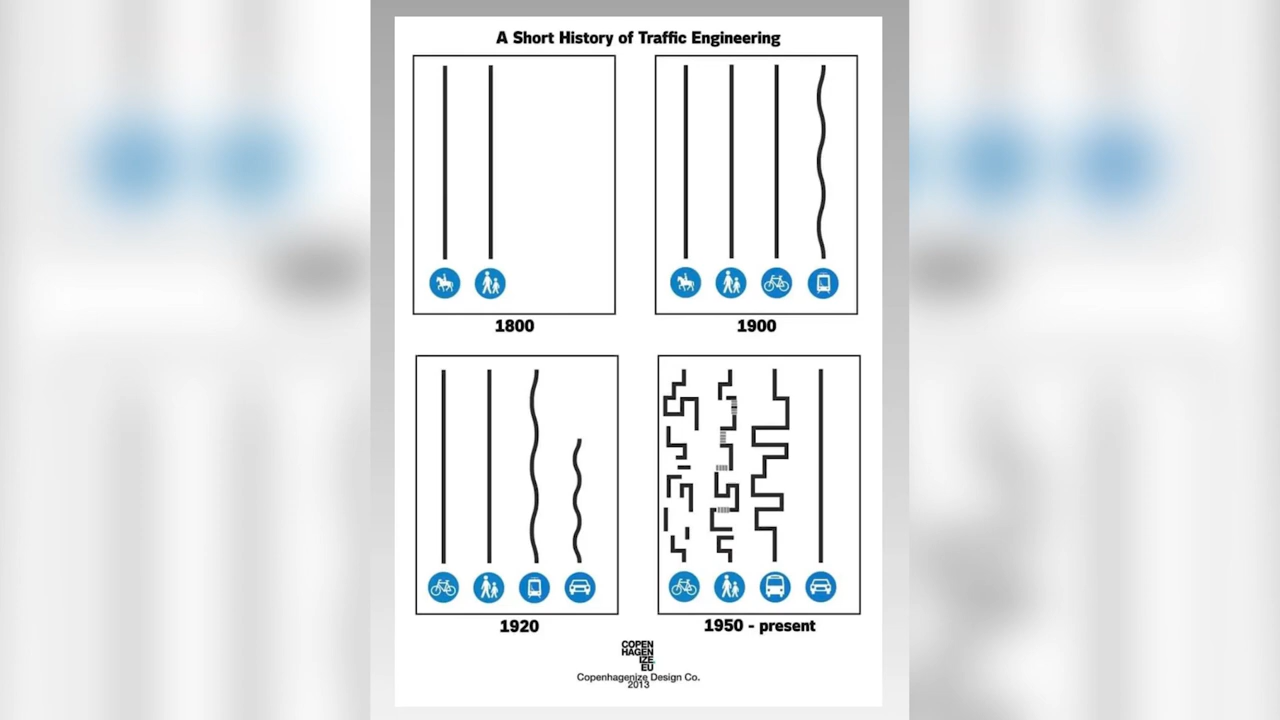 A Short History of Traffic Engineering
1800
1900
1920
1950 - present
COPEN
HAGEN
IZE.
EU
Copenhagenize Design Co.
2013